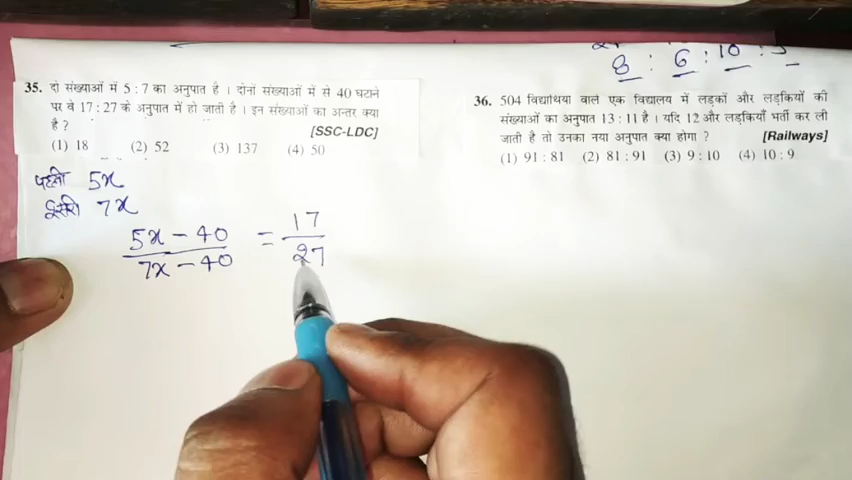 8 : 6 : 10 :
35. दो संख्याओं में 5 : 7 का अनुपात है । दोनों संख्याओं में से 40 घटाने
पर वे 17 : 27 के अनुपात में हो जाती है । इन संख्याओं का अन्तर क्या
है ?
[SSC-LDC]
(1) 18 (2) 52 (3) 137 (4) 50
पहली 5x
दूसरी 7x
5x - 40 = 17
7x - 40 27
36. 504 विद्यार्थियों वाले एक विद्यालय में लड़कों और लड़कियों की
संख्याओं का अनुपात 13 : 11 है । यदि 12 और लड़कियाँ भर्ती कर ली
जाती है तो उनका नया अनुपात क्या होगा ? [Railways]
(1) 91 : 81 (2) 81 : 91 (3) 9 : 10 (4) 10 : 9